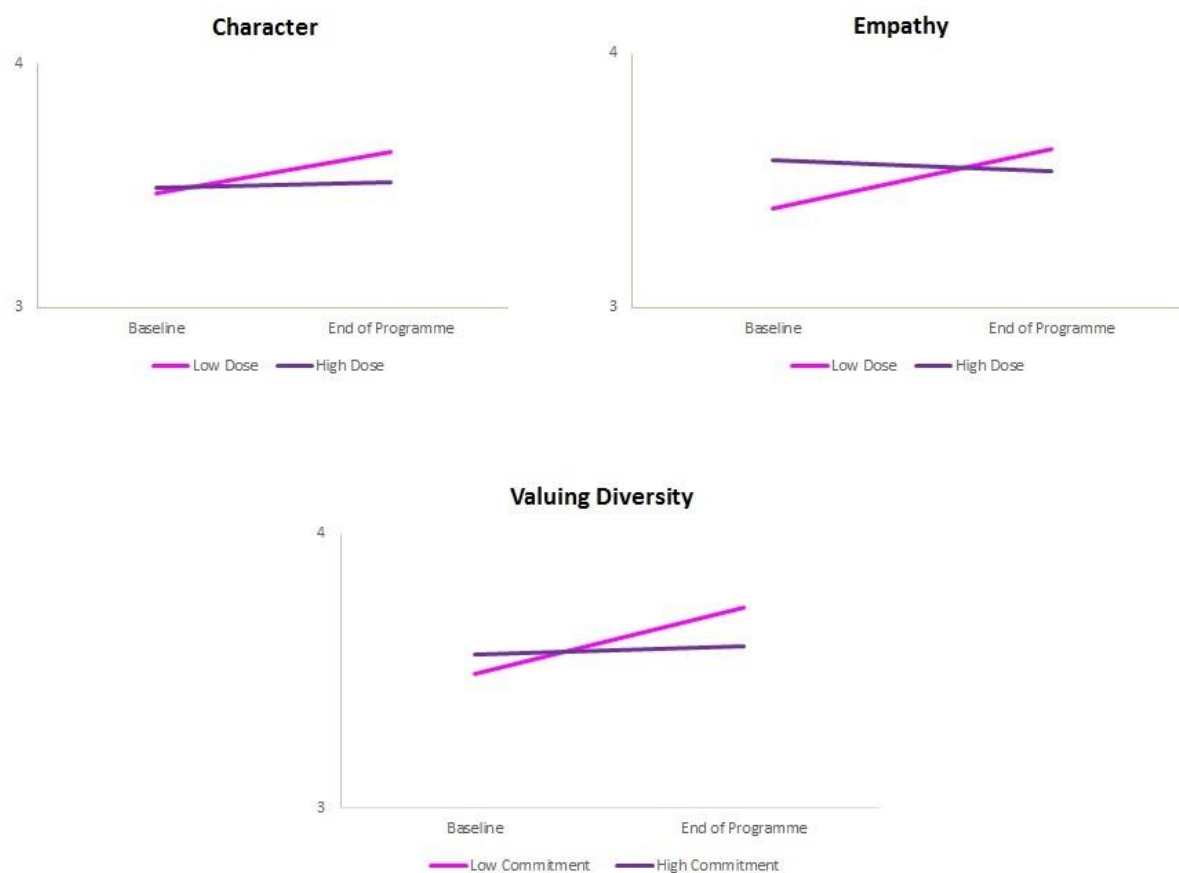 Character
4
3
Baseline End of Programme
Low Dose High Dose
Empathy
4
3
Baseline End of Programme
Low Dose High Dose
Valuing Diversity
4
3
Baseline End of Programme
Low Commitment High Commitment